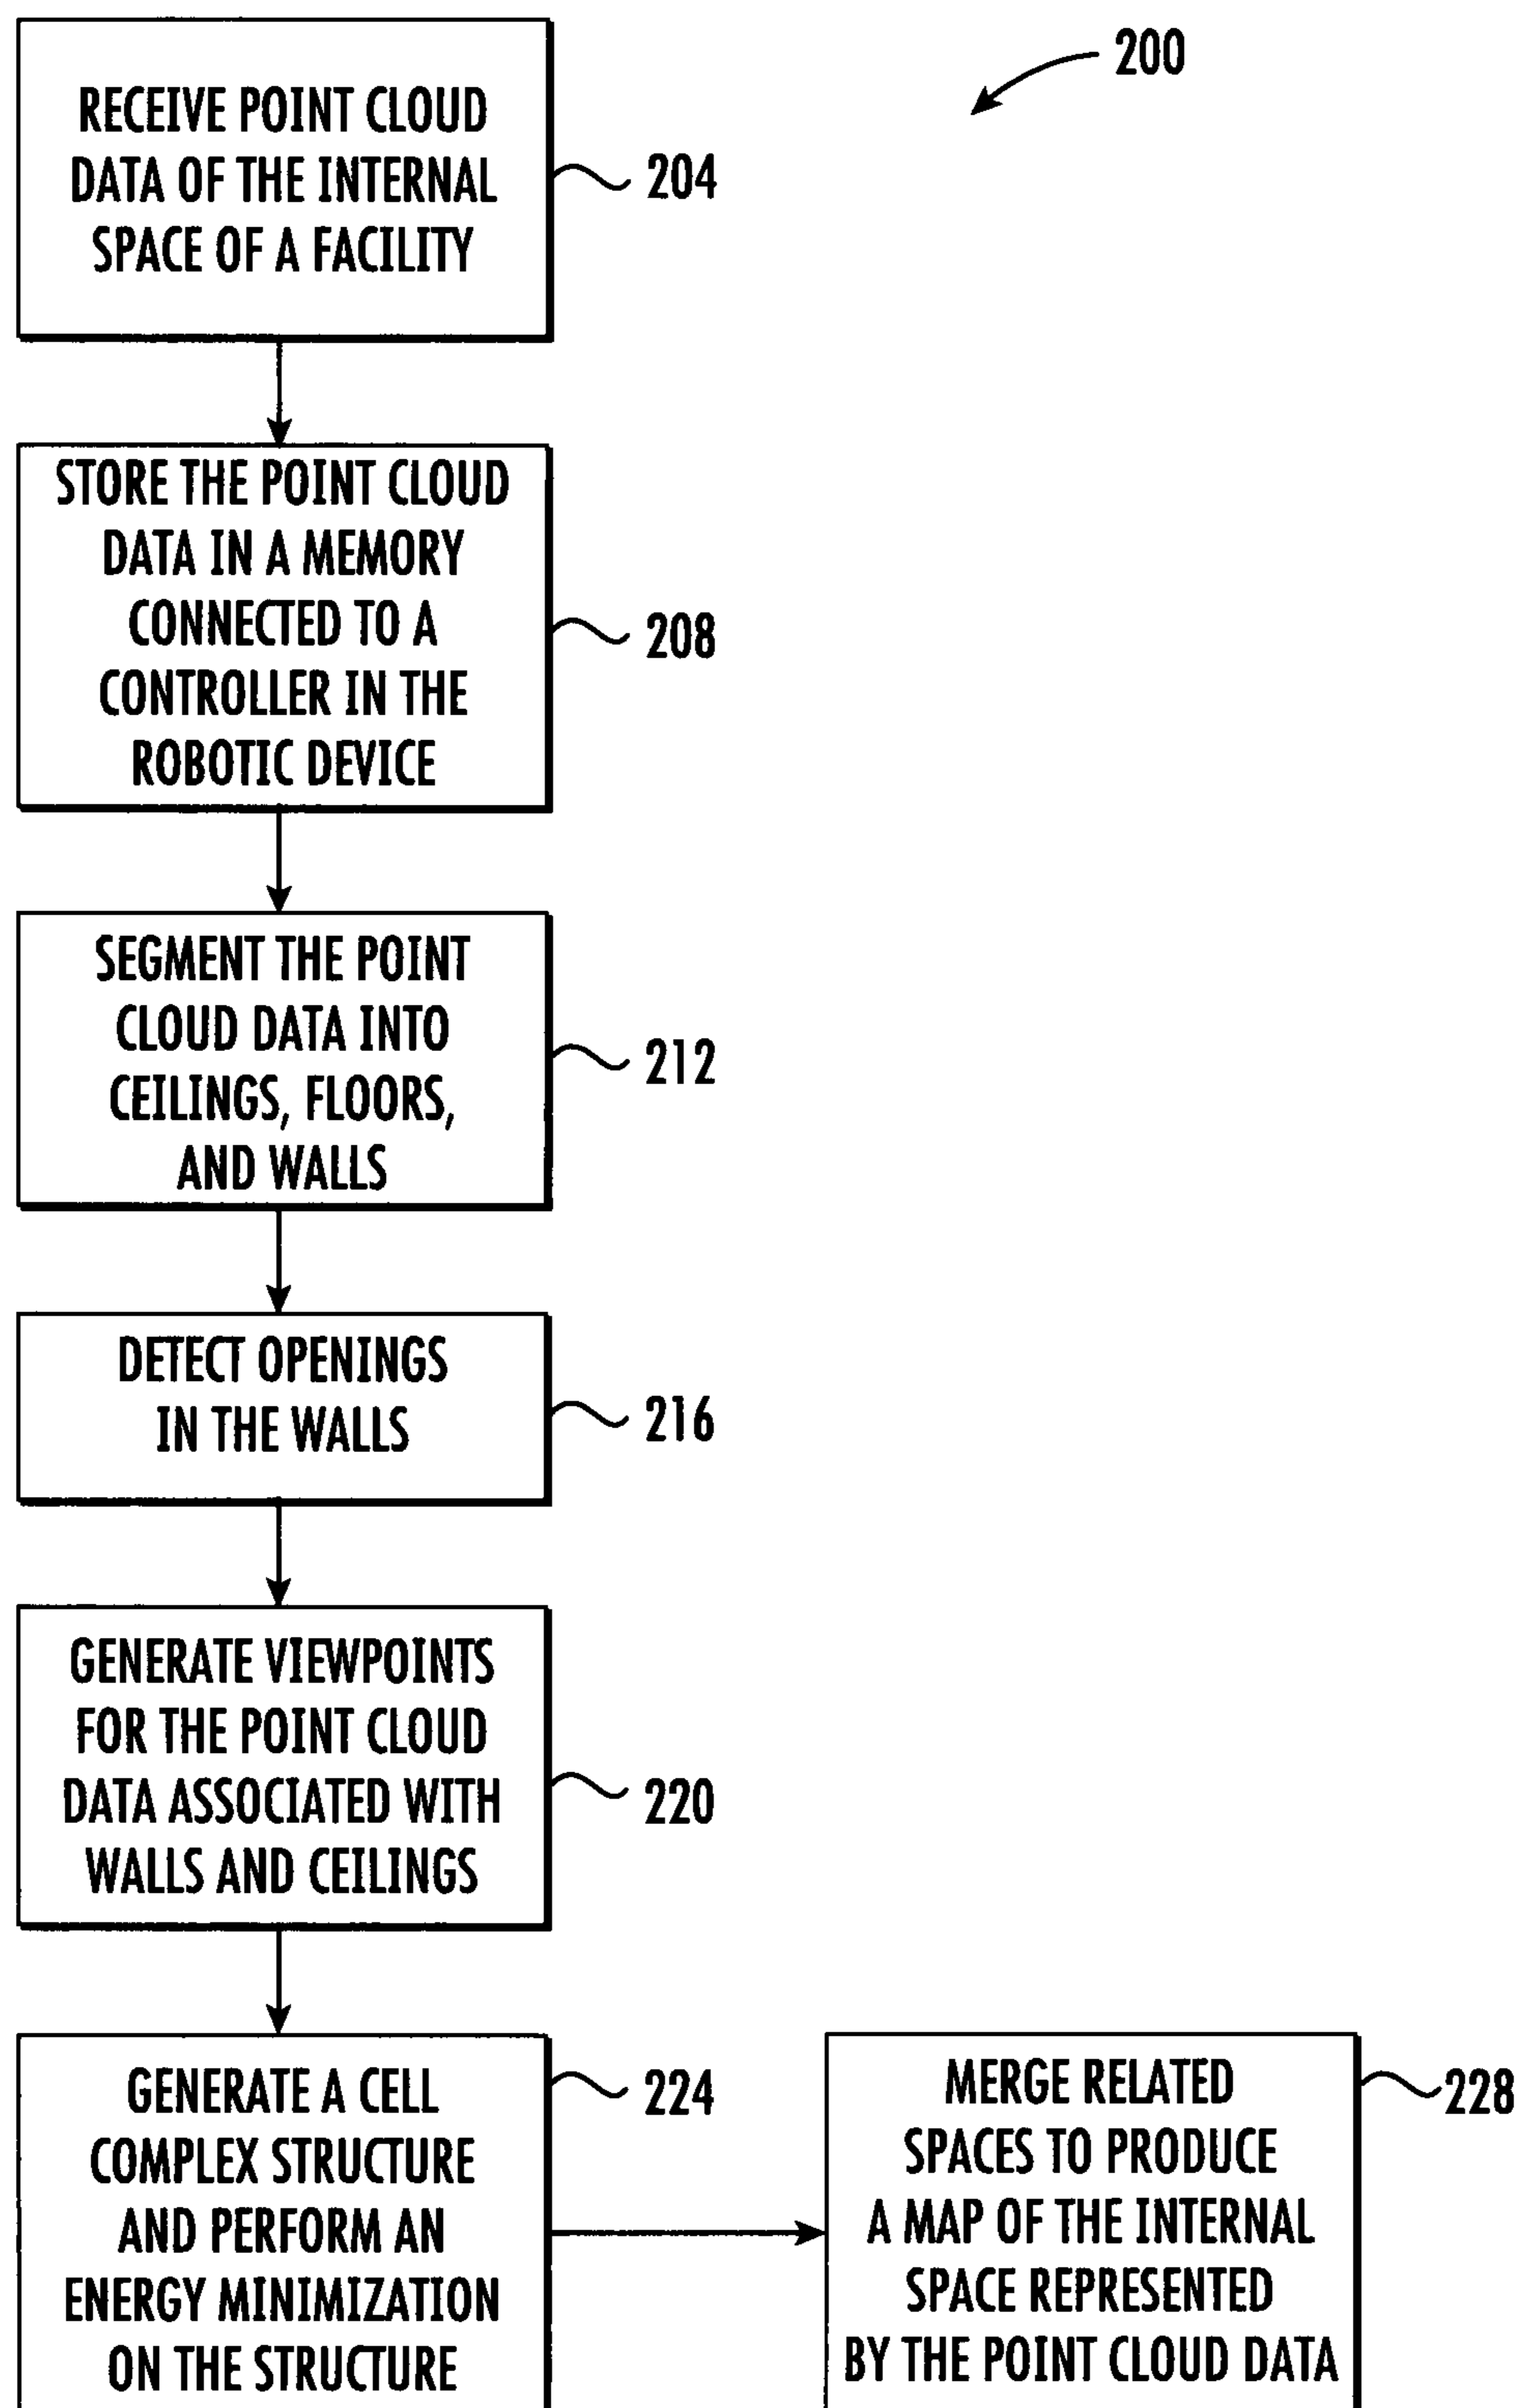 200
RECEIVE POINT CLOUD
DATA OF THE INTERNAL
SPACE OF A FACILITY
204
STORE THE POINT CLOUD
DATA IN A MEMORY
CONNECTED TO A
CONTROLLER IN THE
ROBOTIC DEVICE
208
SEGMENT THE POINT
CLOUD DATA INTO
CEILINGS, FLOORS,
AND WALLS
212
DETECT OPENINGS
IN THE WALLS
216
GENERATE VIEWPOINTS
FOR THE POINT CLOUD
DATA ASSOCIATED WITH
WALLS AND CEILINGS
220
GENERATE A CELL
COMPLEX STRUCTURE
AND PERFORM AN
ENERGY MINIMIZATION
ON THE STRUCTURE
224
MERGE RELATED
SPACES TO PRODUCE
A MAP OF THE INTERNAL
SPACE REPRESENTED
BY THE POINT CLOUD DATA
228